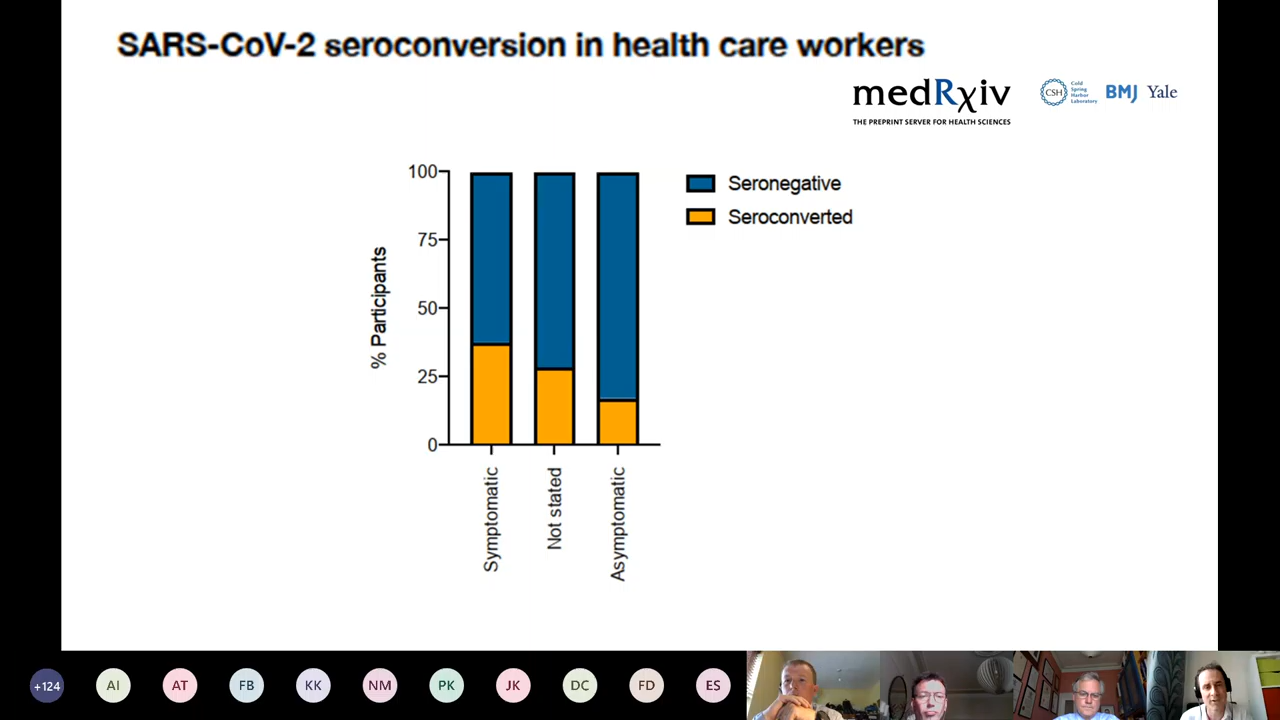 SARS-CoV-2 seroconversion in health care workers
medRxiv
THE PREPRINT SERVER FOR HEALTH SCIENCES
CSH
Cold
Spring
Harbor
Laboratory
BMJ
Yale
100
75
50
25
0
% Participants
Seronegative
Seroconverted
Symptomatic
Not stated
Asymptomatic
+124
AI
AT
FB
KK
NM
PK
JK
DC
FD
ES